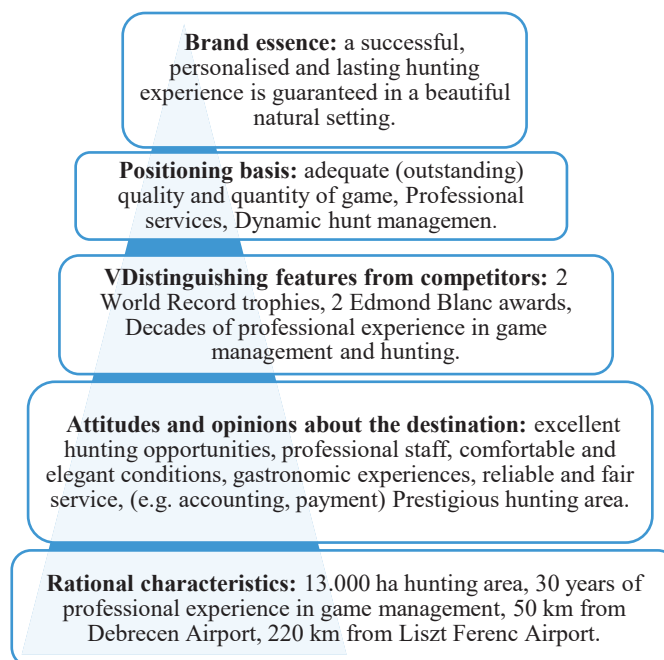 Brand essence: a successful,
personalised and lasting hunting
experience is guaranteed in a beautiful
natural setting.
Positioning basis: adequate (outstanding)
quality and quantity of game, Professional
services, Dynamic hunt managemen.
VDistinguishing features from competitors: 2
World Record trophies, 2 Edmond Blanc awards,
Decades of professional experience in game
management and hunting.
Attitudes and opinions about the destination: excellent
hunting opportunities, professional staff, comfortable and
elegant conditions, gastronomic experiences, reliable and fair
service, (e.g. accounting, payment) Prestigious hunting area.
Rational characteristics: 13.000 ha hunting area, 30 years of
professional experience in game management, 50 km from
Debrecen Airport, 220 km from Liszt Ferenc Airport.